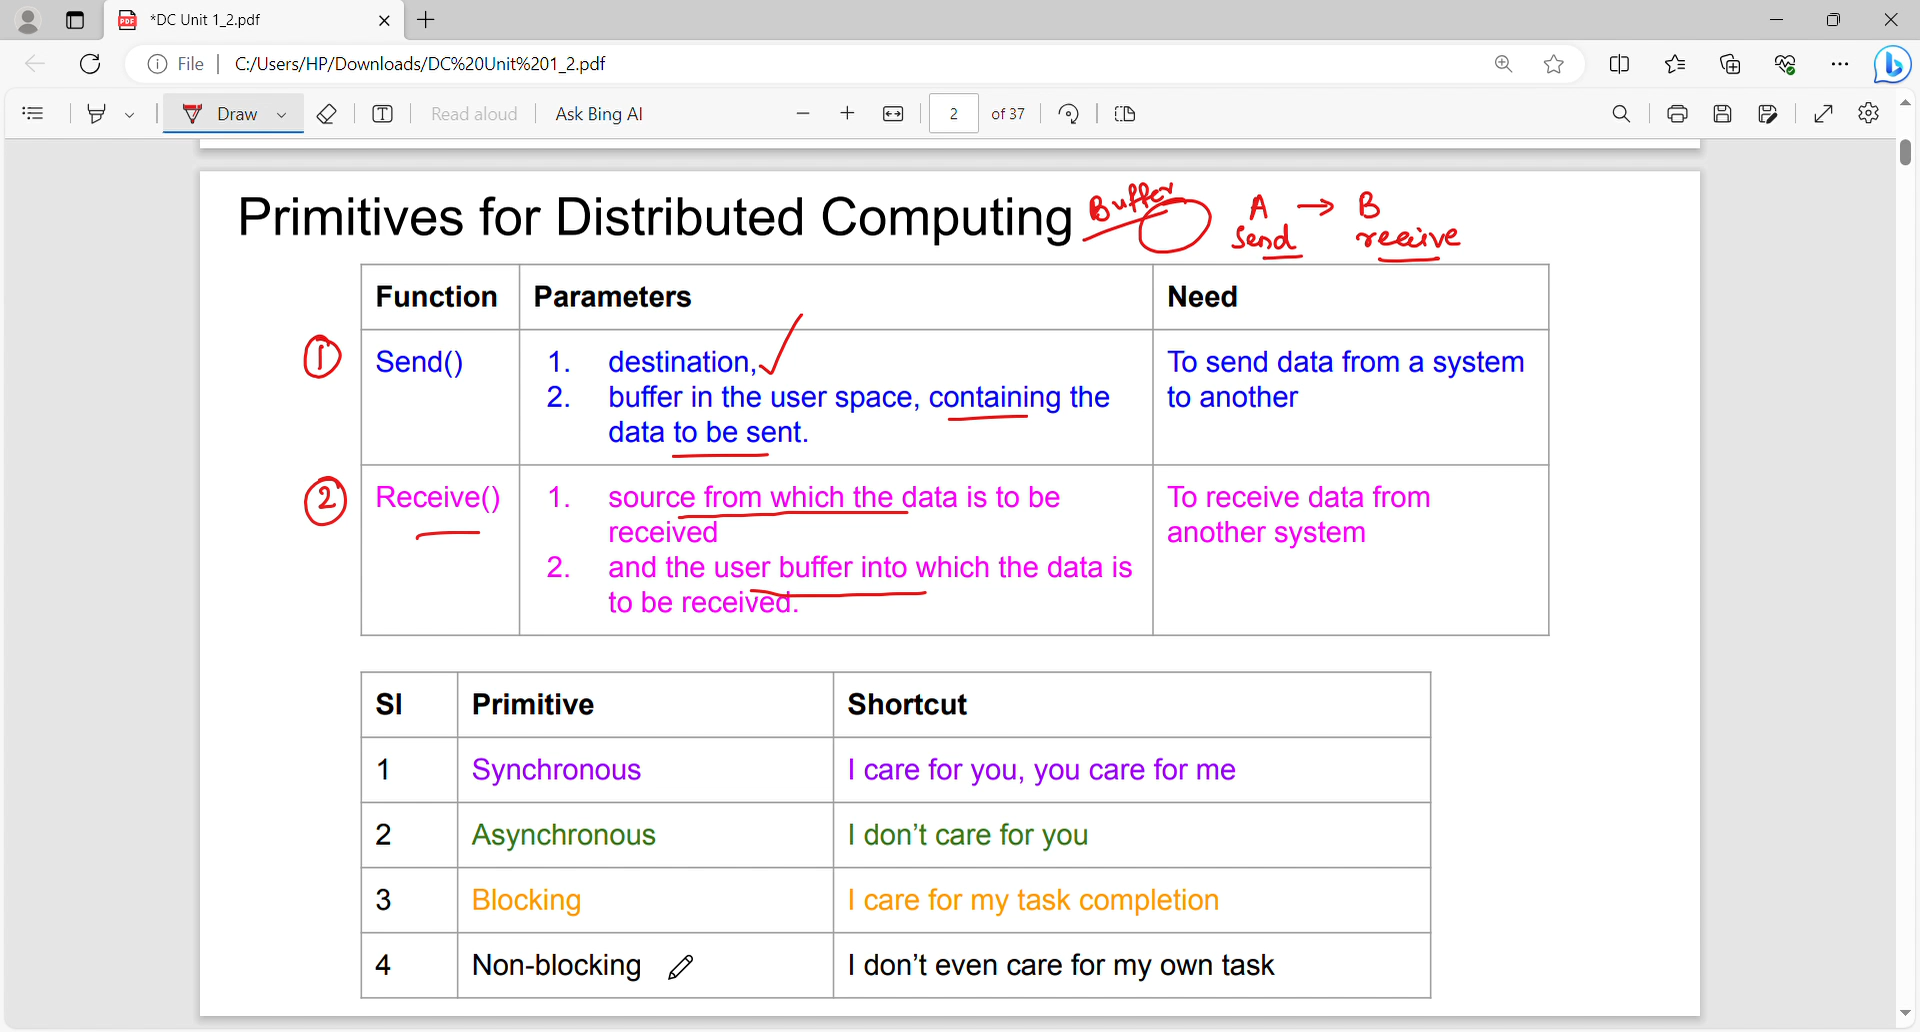 *DC Unit 1_2.pdf
File C:/Users/HP/Downloads/DC%20Unit%201_2.pdf
Draw Read aloud Ask Bing AI 2 of 37
Primitives for Distributed Computing Buffer A → B
Send receive
Function Parameters Need
1 Send() 1. destination, To send data from a system
2. buffer in the user space, containing the to another
data to be sent.
2 Receive() 1. source from which the data is to be To receive data from
received another system
2. and the user buffer into which the data is
to be received.
Sl Primitive Shortcut
1 Synchronous I care for you, you care for me
2 Asynchronous I don’t care for you
3 Blocking I care for my task completion
4 Non-blocking I don’t even care for my own task